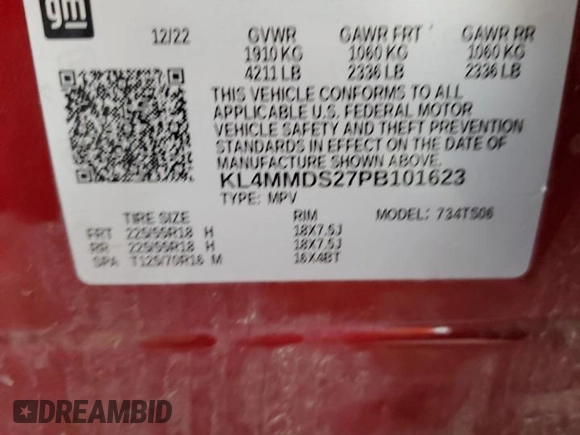 gm
12/22 GVWR GAWR FRT GAWR RR
1910 KG 1060 KG 1060 KG
4211 LB 2336 LB 2336 LB
THIS VEHICLE CONFORMS TO ALL
APPLICABLE U.S. FEDERAL MOTOR
VEHICLE SAFETY AND THEFT PREVENTION
STANDARDS IN EFFECT ON THE DATE OF
MANUFACTURE SHOWN ABOVE.
KL4MMDS27PB101623
TYPE: MPV
TIRE SIZE RIM MODEL: 734TS06
FRT 225/55R18 H 18X7.5J
RR 225/55R18 H 18X7.5J
SPA T125/70R16 M 16X4BT
DREAMBID